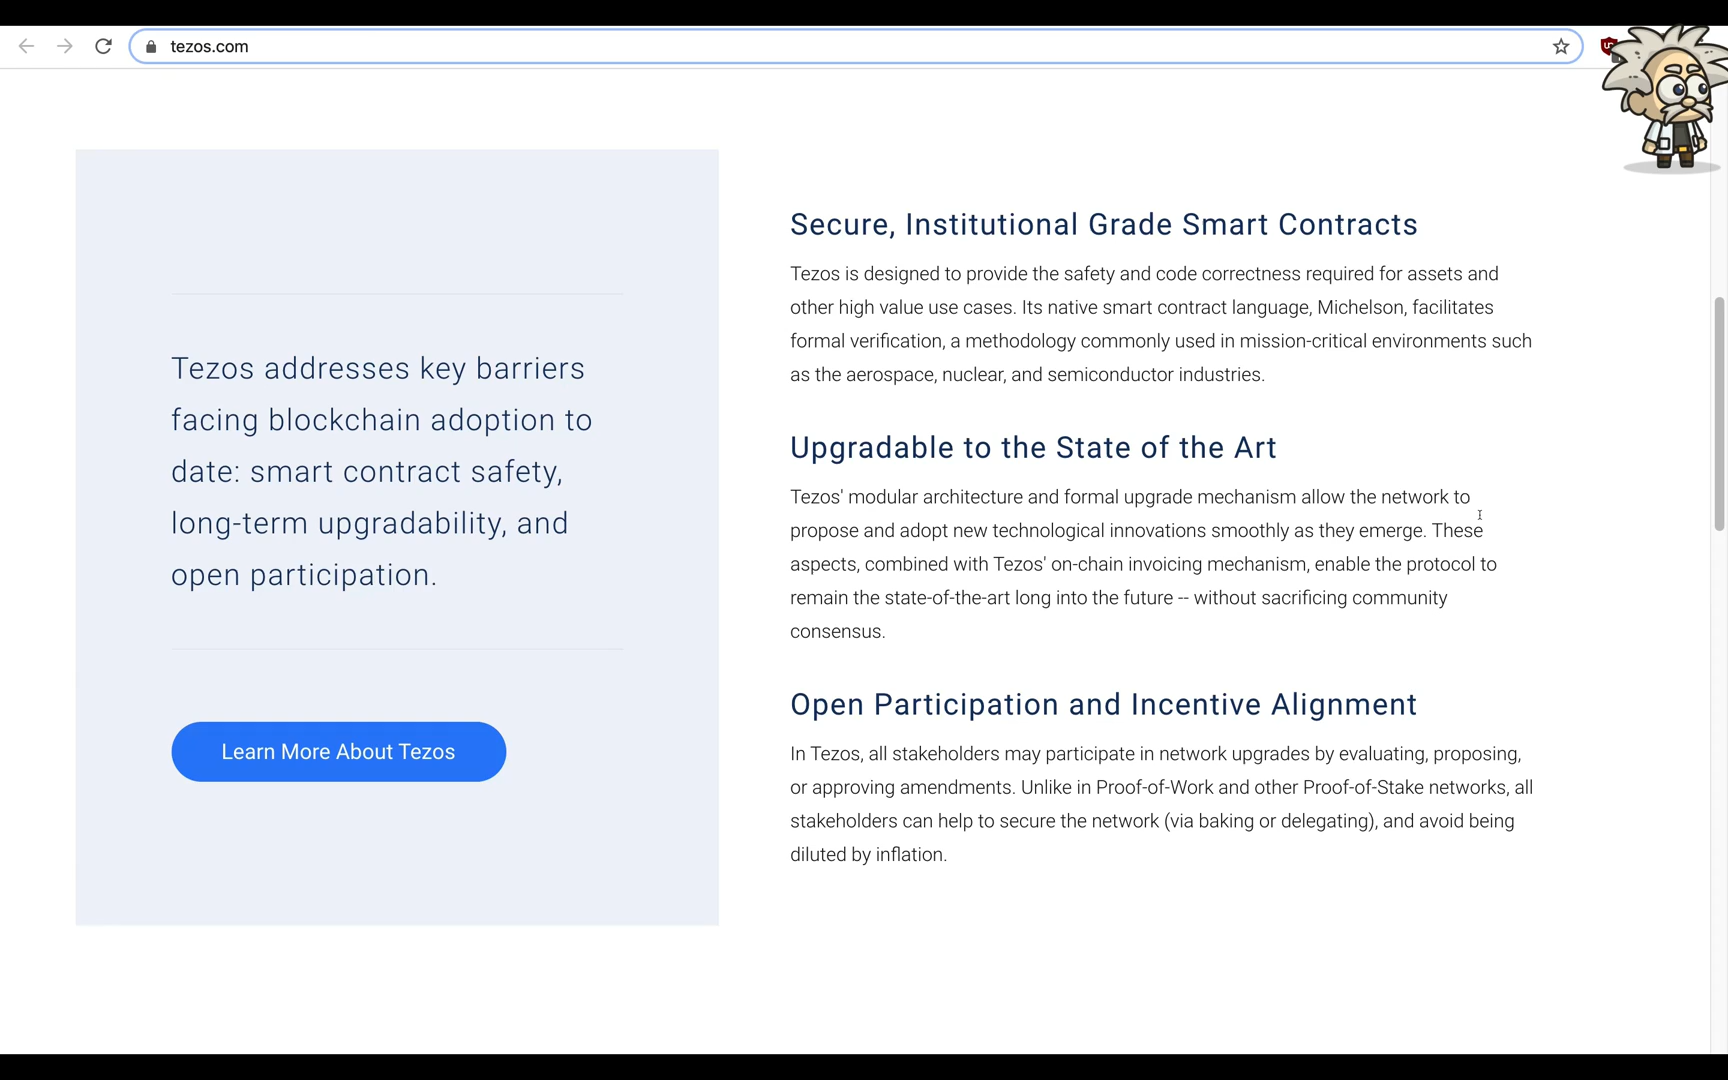 tezos.com
Tezos addresses key barriers
facing blockchain adoption to
date: smart contract safety,
long-term upgradability, and
open participation.
Learn More About Tezos
Secure, Institutional Grade Smart Contracts
Tezos is designed to provide the safety and code correctness required for assets and
other high value use cases. Its native smart contract language, Michelson, facilitates
formal verification, a methodology commonly used in mission-critical environments such
as the aerospace, nuclear, and semiconductor industries.
Upgradable to the State of the Art
Tezos' modular architecture and formal upgrade mechanism allow the network to
propose and adopt new technological innovations smoothly as they emerge. These
aspects, combined with Tezos' on-chain invoicing mechanism, enable the protocol to
remain the state-of-the-art long into the future -- without sacrificing community
consensus.
Open Participation and Incentive Alignment
In Tezos, all stakeholders may participate in network upgrades by evaluating, proposing,
or approving amendments. Unlike in Proof-of-Work and other Proof-of-Stake networks, all
stakeholders can help to secure the network (via baking or delegating), and avoid being
diluted by inflation.